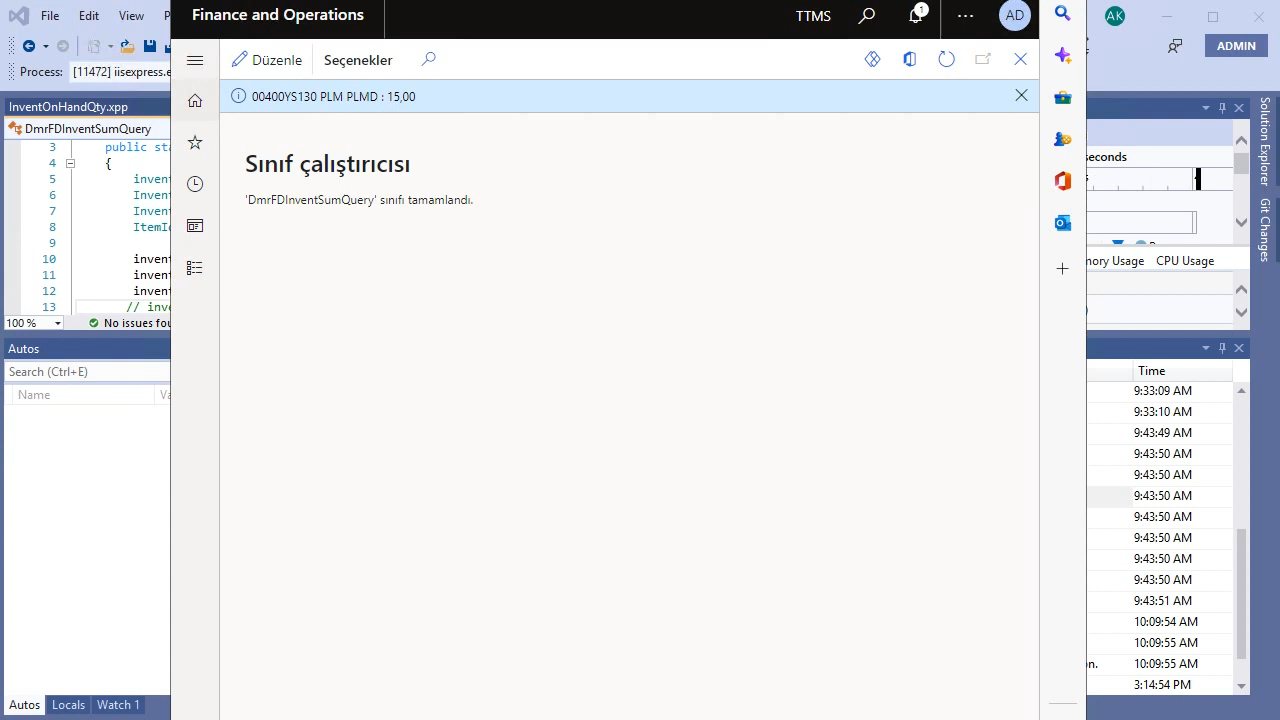 File Edit View
ADMIN
Process: [11472] iisexpress.e
InventOnHandQty.xpp
DmrFDInventSumQuery
3 public sta
4 {
5 invent
6 Invent
7 Invent
8 ItemId
9
10 invent
11 invent
12 invent
13 // inve
100 % No issues fou
Autos
Search (Ctrl+E)
Name
Autos Locals Watch 1
Finance and Operations
TTMS
1
AD
Düzenle Seçenekler
00400YS130 PLM PLMD : 15,00
Sınıf çalıştırıcısı
'DmrFDInventSumQuery' sınıfı tamamlandı.
AK
seconds
mory Usage CPU Usage
Time
9:33:09 AM
9:33:10 AM
9:43:49 AM
9:43:50 AM
9:43:50 AM
9:43:50 AM
9:43:50 AM
9:43:50 AM
9:43:50 AM
9:43:50 AM
9:43:51 AM
10:09:54 AM
10:09:55 AM
on. 10:09:55 AM
3:14:54 PM
Solution Explorer
Git Changes